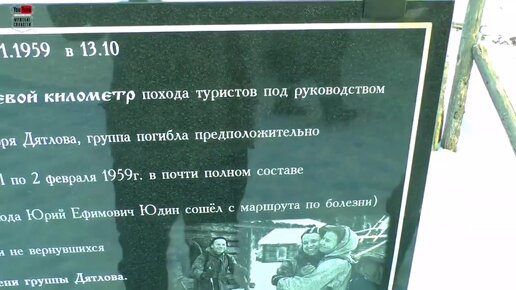 1.1959 в 13.10
евой километр похода туристов под руководством
ря Дятлова, группа погибла предположительно
1 по 2 февраля 1959г. в почти полном составе
ода Юрий Ефимович Юдин сошёл с маршрута по болезни)
и не вернувшихся
ени группы Дятлова.